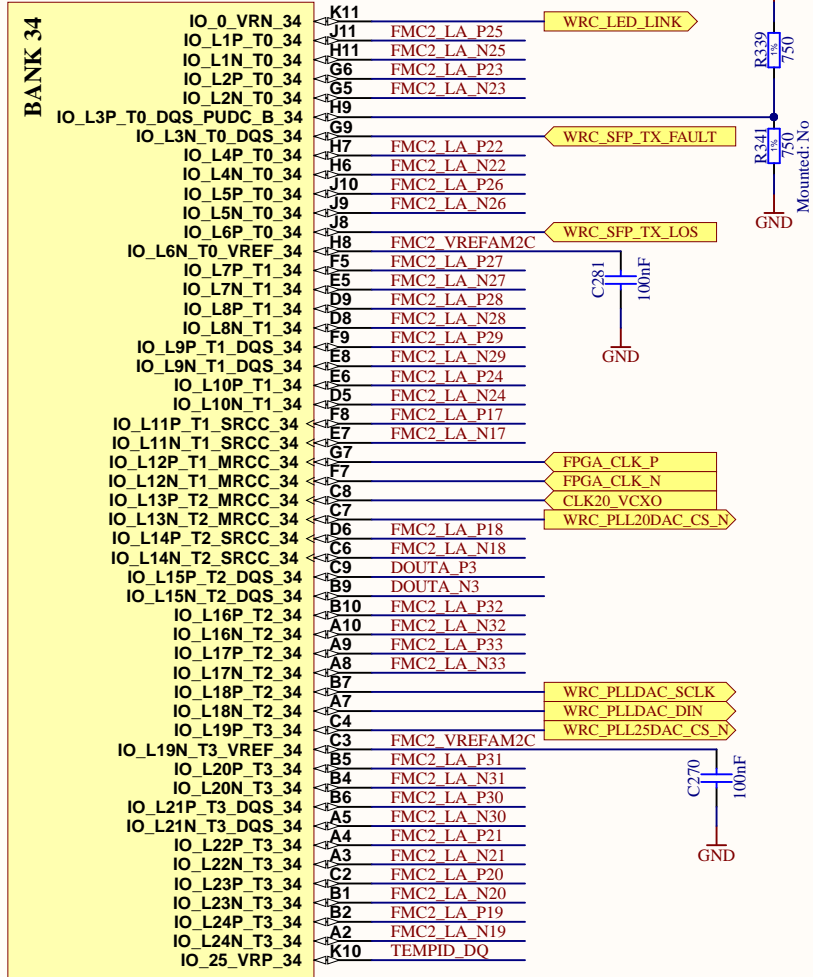 BANK 34
IO_0_VRN_34 K11 WRC_LED_LINK
IO_L1P_T0_34 J11 FMC2_LA_P25
IO_L1N_T0_34 H11 FMC2_LA_N25
IO_L2P_T0_34 G6 FMC2_LA_P23
IO_L2N_T0_34 G5 FMC2_LA_N23
IO_L3P_T0_DQS_PUDC_B_34 H9
IO_L3N_T0_DQS_34 G9 WRC_SFP_TX_FAULT
IO_L4P_T0_34 H7 FMC2_LA_P22
IO_L4N_T0_34 H6 FMC2_LA_N22
IO_L5P_T0_34 J10 FMC2_LA_P26
IO_L5N_T0_34 J9 FMC2_LA_N26
IO_L6P_T0_34 J8 WRC_SFP_TX_LOS
IO_L6N_T0_VREF_34 H8 FMC2_VREFAM2C
IO_L7P_T1_34 F5 FMC2_LA_P27
IO_L7N_T1_34 E5 FMC2_LA_N27
IO_L8P_T1_34 D9 FMC2_LA_P28
IO_L8N_T1_34 D8 FMC2_LA_N28
IO_L9P_T1_DQS_34 F9 FMC2_LA_P29
IO_L9N_T1_DQS_34 E8 FMC2_LA_N29
IO_L10P_T1_34 E6 FMC2_LA_P24
IO_L10N_T1_34 D5 FMC2_LA_N24
IO_L11P_T1_SRCC_34 F8 FMC2_LA_P17
IO_L11N_T1_SRCC_34 E7 FMC2_LA_N17
IO_L12P_T1_MRCC_34 G7 FPGA_CLK_P
IO_L12N_T1_MRCC_34 F7 FPGA_CLK_N
IO_L13P_T2_MRCC_34 C8 CLK20_VCXO
IO_L13N_T2_MRCC_34 C7 WRC_PLL20DAC_CS_N
IO_L14P_T2_SRCC_34 D6 FMC2_LA_P18
IO_L14N_T2_SRCC_34 C6 FMC2_LA_N18
IO_L15P_T2_DQS_34 C9 DOUTA_P3
IO_L15N_T2_DQS_34 B9 DOUTA_N3
IO_L16P_T2_34 B10 FMC2_LA_P32
IO_L16N_T2_34 A10 FMC2_LA_N32
IO_L17P_T2_34 A9 FMC2_LA_P33
IO_L17N_T2_34 A8 FMC2_LA_N33
IO_L18P_T2_34 B7 WRC_PLLDAC_SCLK
IO_L18N_T2_34 A7 WRC_PLLDAC_DIN
IO_L19P_T3_34 C4 WRC_PLL25DAC_CS_N
IO_L19N_T3_VREF_34 C3 FMC2_VREFAM2C
IO_L20P_T3_34 B5 FMC2_LA_P31
IO_L20N_T3_34 B4 FMC2_LA_N31
IO_L21P_T3_DQS_34 B6 FMC2_LA_P30
IO_L21N_T3_DQS_34 A5 FMC2_LA_N30
IO_L22P_T3_34 A4 FMC2_LA_P21
IO_L22N_T3_34 A3 FMC2_LA_N21
IO_L23P_T3_34 C2 FMC2_LA_P20
IO_L23N_T3_34 B1 FMC2_LA_N20
IO_L24P_T3_34 B2 FMC2_LA_P19
IO_L24N_T3_34 A2 FMC2_LA_N19
IO_25_VRP_34 K10 TEMPID_DQ
R339
1%
750
R341
1%
750
Mounted: No
GND
C281
100nF
GND
C270
100nF
GND